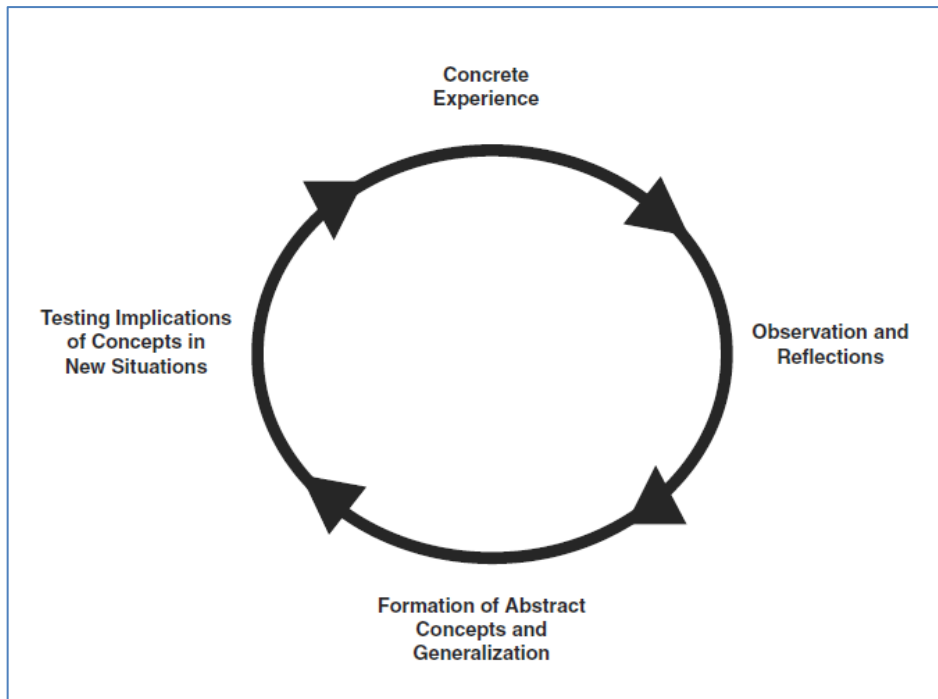 Concrete
Experience
Observation and
Reflections
Formation of Abstract
Concepts and
Generalization
Testing Implications
of Concepts in
New Situations